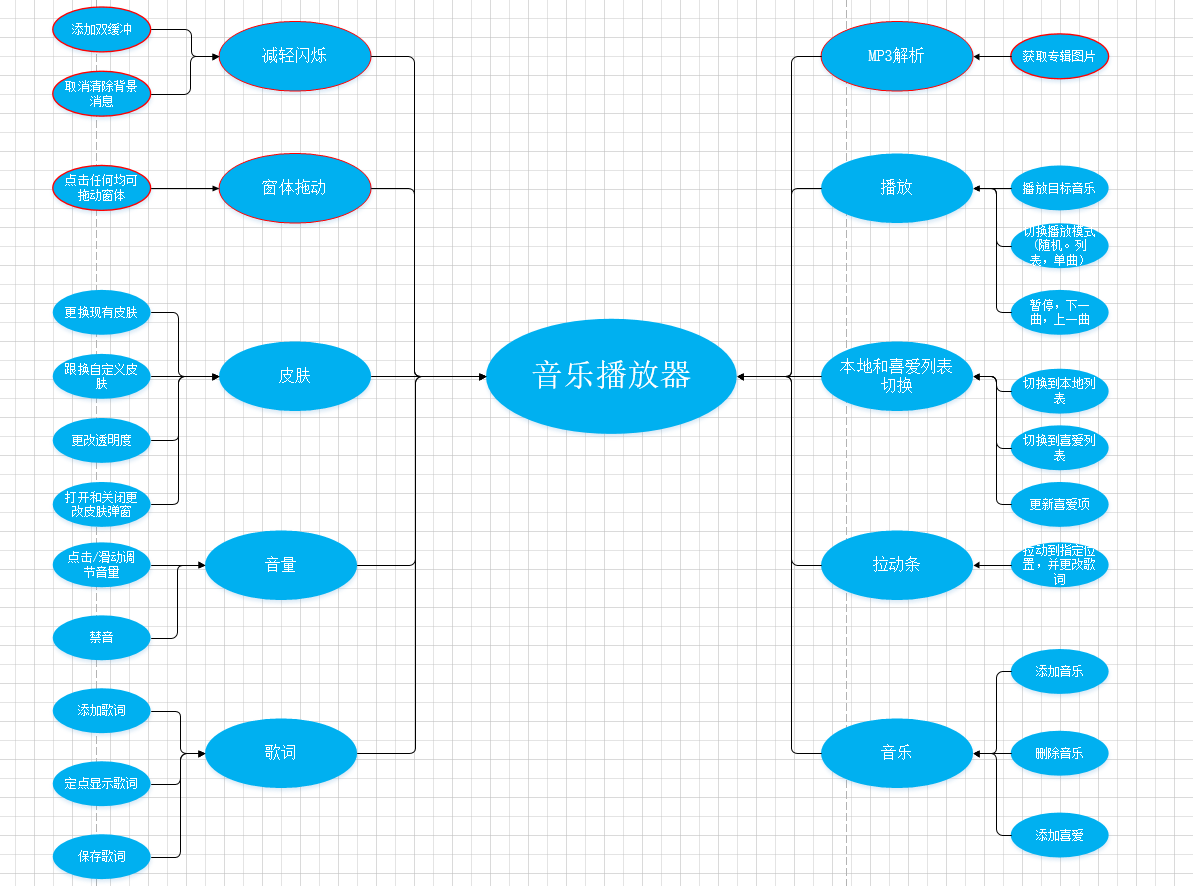 添加双缓冲
取消清除背景
消息
减轻闪烁
点击任何均可
拖动窗体
窗体拖动
更换现有皮肤
跟换自定义皮
肤
更改透明度
打开和关闭更
改皮肤弹窗
皮肤
点击/滑动调
节音量
禁音
音量
添加歌词
定点显示歌词
保存歌词
歌词
音乐播放器
MP3解析
获取专辑图片
播放
播放目标音乐
切换播放模式
(随机。列
表，单曲)
暂停，下一
曲，上一曲
本地和喜爱列表
切换
切换到本地列
表
切换到喜爱列
表
更新喜爱项
拉动条
拉动到指定位
置，并更改歌
词
音乐
添加音乐
删除音乐
添加喜爱